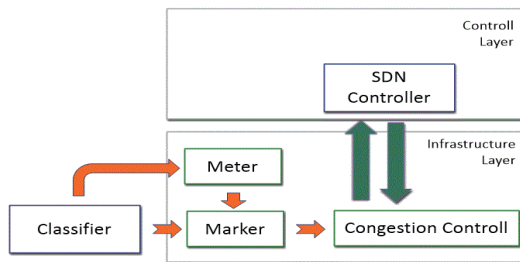 Controll
Layer
SDN
Controller
Infrastructure
Layer
Meter
Classifier
Marker
Congestion Controll